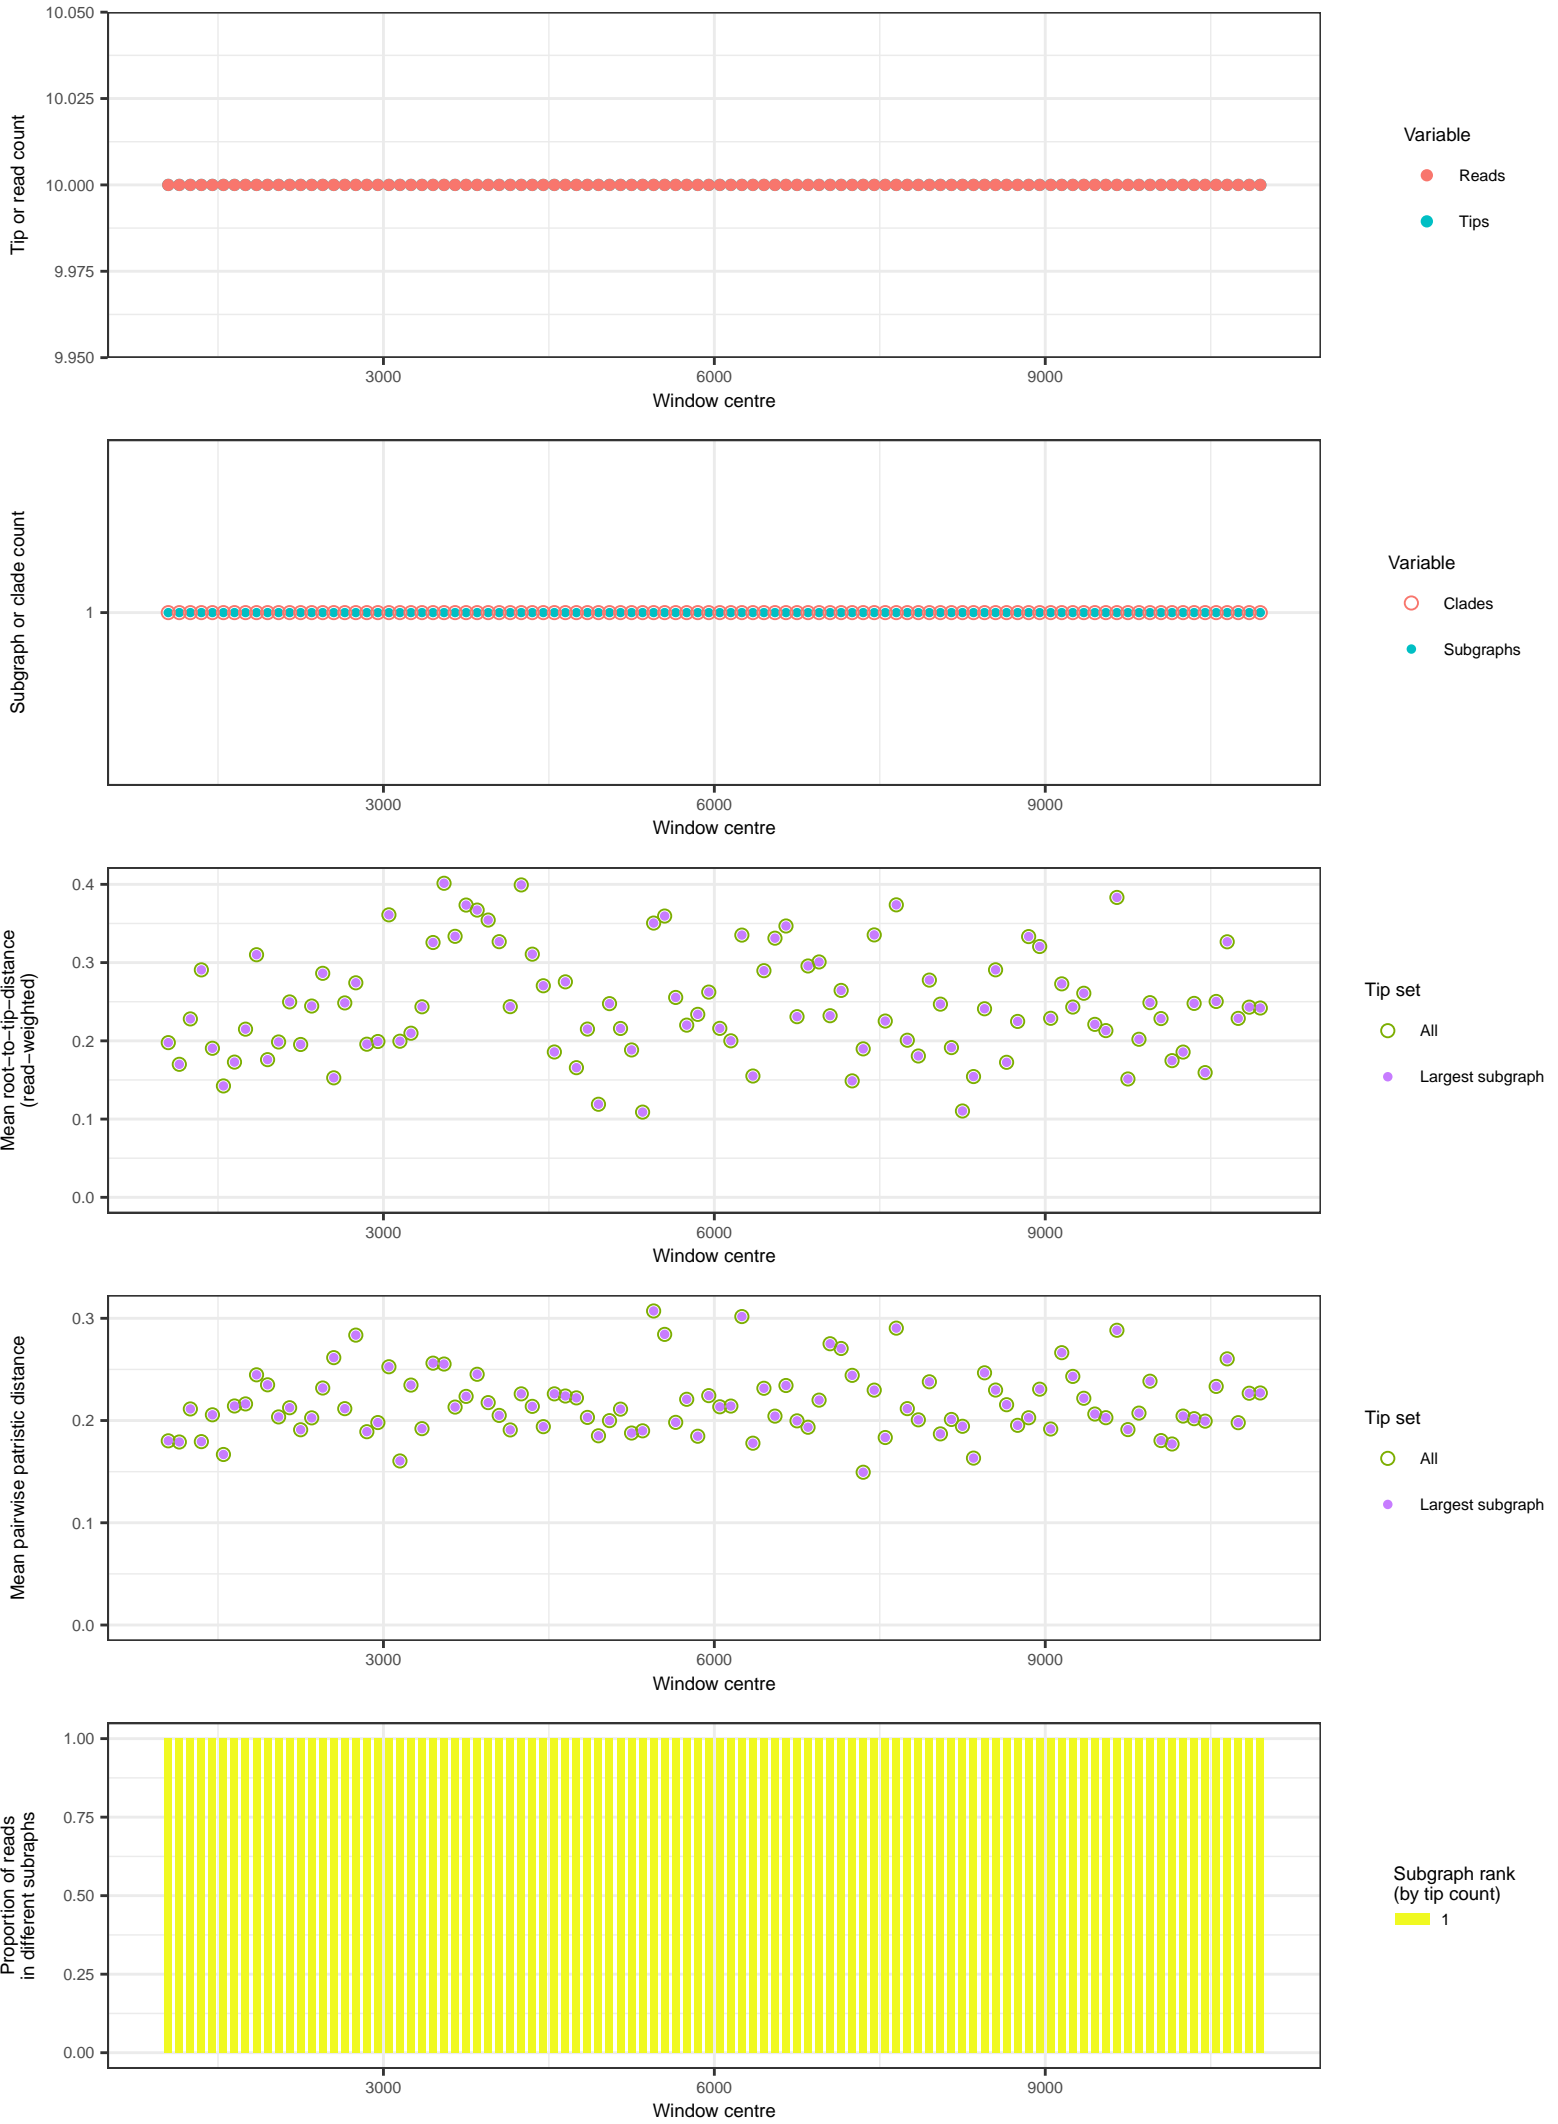 10.050
10.025
10.000
9.975
9.950
Tip or read count
3000 6000 9000
Window centre
Variable
Reads
Tips
1
Subgraph or clade count
3000 6000 9000
Window centre
Variable
Clades
Subgraphs
0.4
0.3
0.2
0.1
0.0
Mean root−to−tip−distance
(read−weighted)
3000 6000 9000
Window centre
Tip set
All
Largest subgraph
0.3
0.2
0.1
0.0
Mean pairwise patristic distance
3000 6000 9000
Window centre
Tip set
All
Largest subgraph
1.00
0.75
0.50
0.25
0.00
Proportion of reads
in different subraphs
3000 6000 9000
Window centre
Subgraph rank
(by tip count)
1